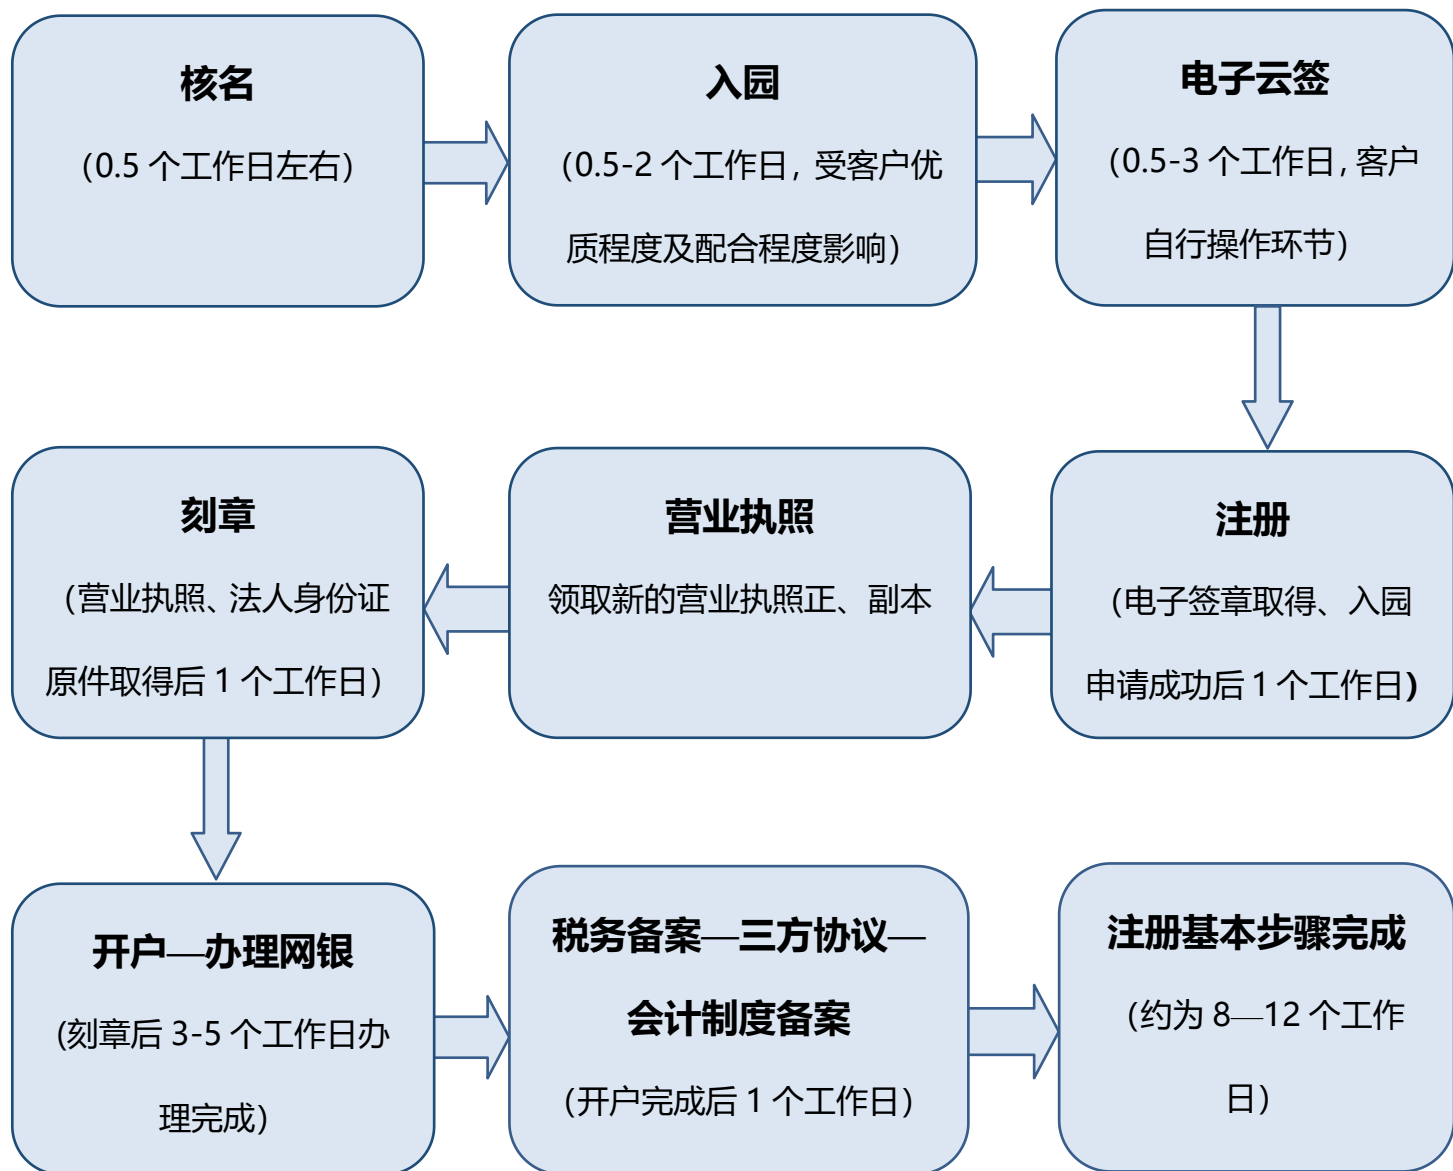 核名
（0.5 个工作日左右）
入园
（0.5-2 个工作日，受客户优
质程度及配合程度影响）
电子云签
（0.5-3 个工作日，客户
自行操作环节）
注册
（电子签章取得、入园
申请成功后 1 个工作日)
营业执照
领取新的营业执照正、副本
刻章
（营业执照、法人身份证
原件取得后 1 个工作日）
开户—办理网银
(刻章后 3-5 个工作日办
理完成）
税务备案—三方协议—
会计制度备案
（开户完成后 1 个工作日）
注册基本步骤完成
（约为 8—12 个工作
日）